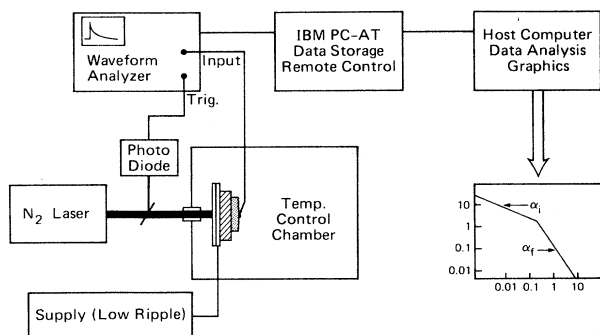 Waveform
Analyzer
Input
Trig.
IBM PC-AT
Data Storage
Remote Control
Host Computer
Data Analysis
Graphics
Photo
Diode
N2 Laser
Temp.
Control
Chamber
Supply (Low Ripple)
10
1
0.1
0.01
αi
αf
0.01 0.1 1 10